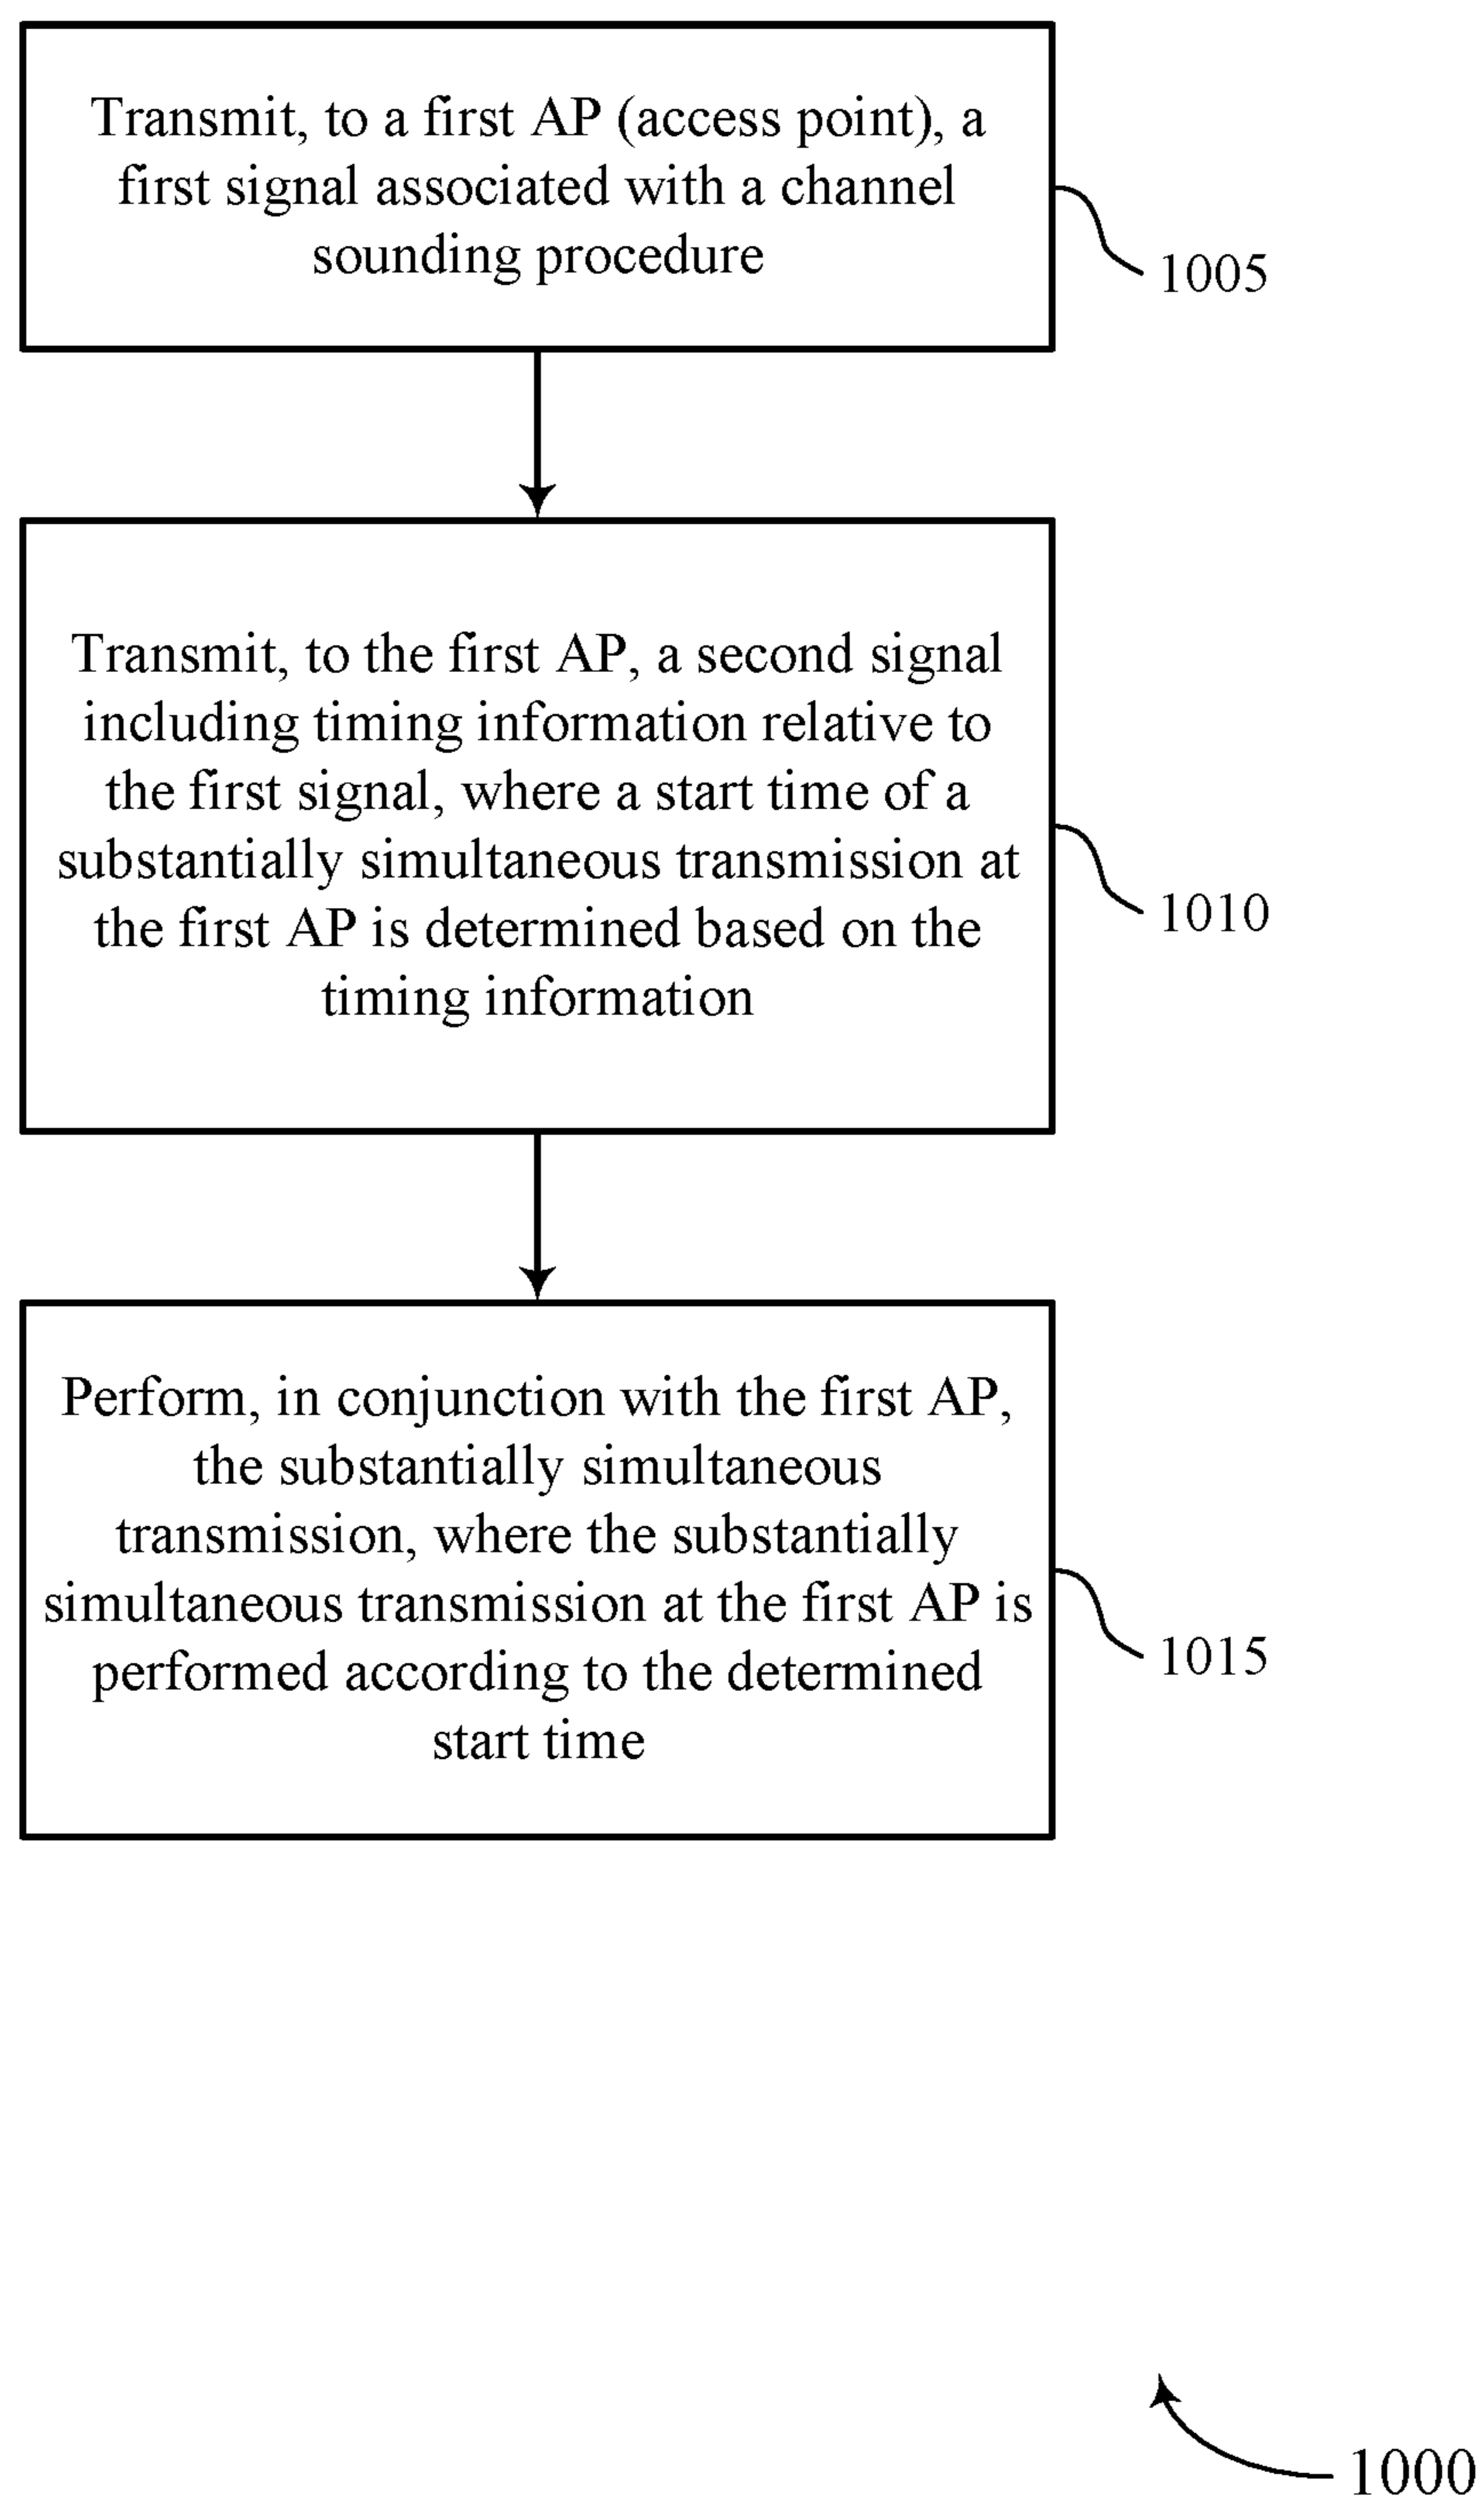 Transmit, to a first AP (access point), a
first signal associated with a channel
sounding procedure
1005
Transmit, to the first AP, a second signal
including timing information relative to
the first signal, where a start time of a
substantially simultaneous transmission at
the first AP is determined based on the
timing information
1010
Perform, in conjunction with the first AP,
the substantially simultaneous
transmission, where the substantially
simultaneous transmission at the first AP is
performed according to the determined
start time
1015
1000